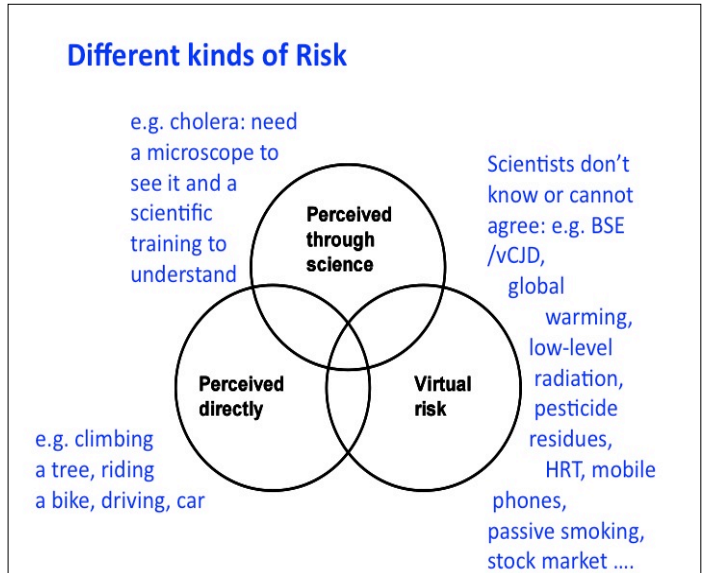 Different kinds of Risk
e.g. cholera: need
a microscope to
see it and a
scientific
training to
understand
Perceived
through
science
Scientists don't
know or cannot
agree: e.g. BSE
/vCJD,
global
warming,
low-level
radiation,
pesticide
residues,
HRT, mobile
phones,
passive smoking,
stock market ....
Perceived
directly
Virtual
risk
e.g. climbing
a tree, riding
a bike, driving, car